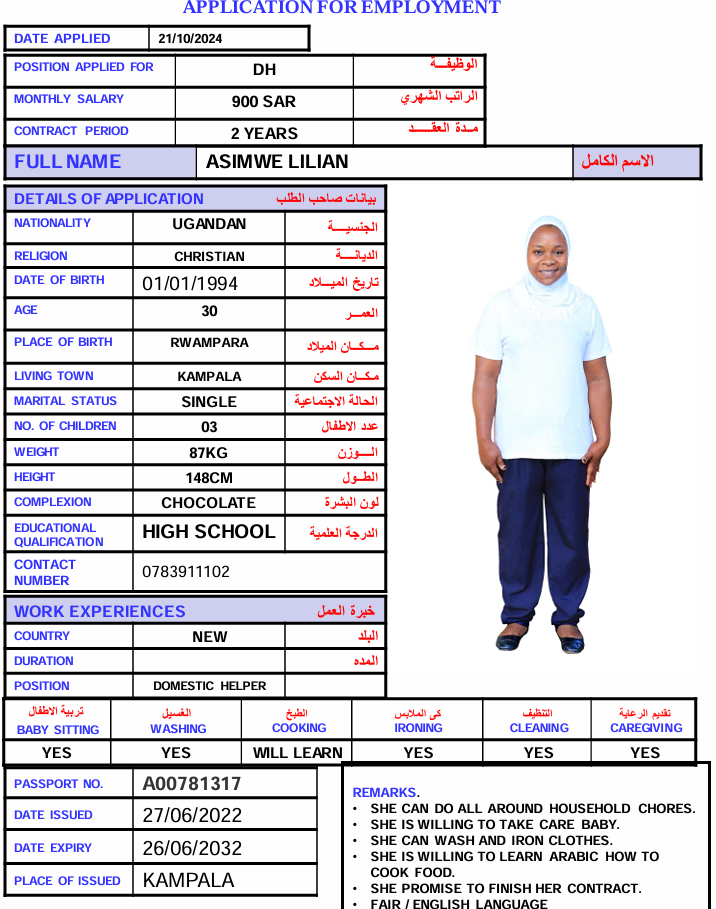 APPLICATION FOR EMPLOYMENT
DATE APPLIED 21/10/2024
POSITION APPLIED FOR DH الوظيفـــة
MONTHLY SALARY 900 SAR الراتب الشهري
CONTRACT PERIOD 2 YEARS مـدة العقـــــد
FULL NAME ASIMWE LILIAN الاسم الكامل
DETAILS OF APPLICATION بيانات صاحب الطلب
NATIONALITY UGANDAN الجنسيـــــة
RELIGION CHRISTIAN الديانـــــة
DATE OF BIRTH 01/01/1994 تاريخ الميـــلاد
AGE 30 العمــر
PLACE OF BIRTH RWAMPARA مـــكـــان الميلاد
LIVING TOWN KAMPALA مـكــان السكن
MARITAL STATUS SINGLE الحالة الاجتماعية
NO. OF CHILDREN 03 عدد الاطفال
WEIGHT 87KG الـــوزن
HEIGHT 148CM الطــول
COMPLEXION CHOCOLATE لون البشرة
EDUCATIONAL QUALIFICATION HIGH SCHOOL الدرجة العلمية
CONTACT NUMBER 0783911102
WORK EXPERIENCES خبرة العمل
COUNTRY NEW البلد
DURATION المده
POSITION DOMESTIC HELPER
تربية الاطفال الغسيل الطبخ كى الملابس التنظيف تقديم الرعاية
BABY SITTING WASHING COOKING IRONING CLEANING CAREGIVING
YES YES WILL LEARN YES YES YES
PASSPORT NO. A00781317
DATE ISSUED 27/06/2022
DATE EXPIRY 26/06/2032
PLACE OF ISSUED KAMPALA
REMARKS.
• SHE CAN DO ALL AROUND HOUSEHOLD CHORES.
• SHE IS WILLING TO TAKE CARE BABY.
• SHE CAN WASH AND IRON CLOTHES.
• SHE IS WILLING TO LEARN ARABIC HOW TO
COOK FOOD.
• SHE PROMISE TO FINISH HER CONTRACT.
• FAIR / ENGLISH LANGUAGE